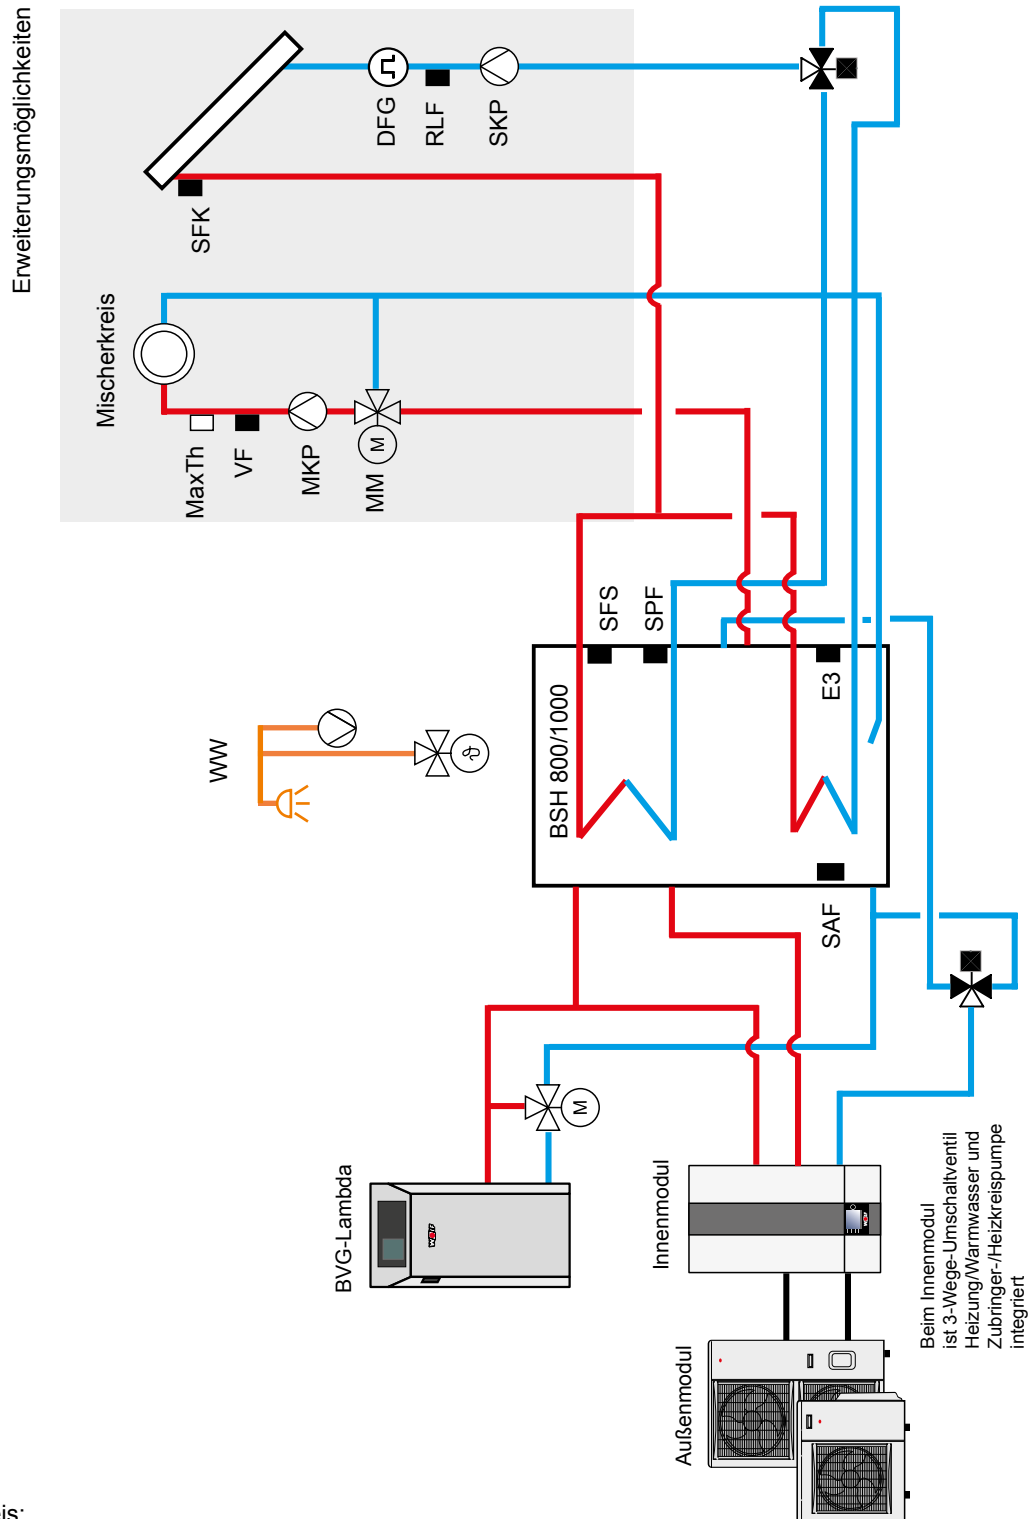 Erweiterungsmöglichkeiten
Mischerkreis
MaxTh
VF
MKP
MM
M
SFK
DFG
RLF
SKP
WW
BSH 800/1000
SFS
SPF
E3
SAF
BVG-Lambda
M
Innenmodul
Außenmodul
Beim Innenmodul
ist 3-Wege-Umschaltventil
Heizung/Warmwasser und
Zubringer-/Heizkreispumpe
integriert